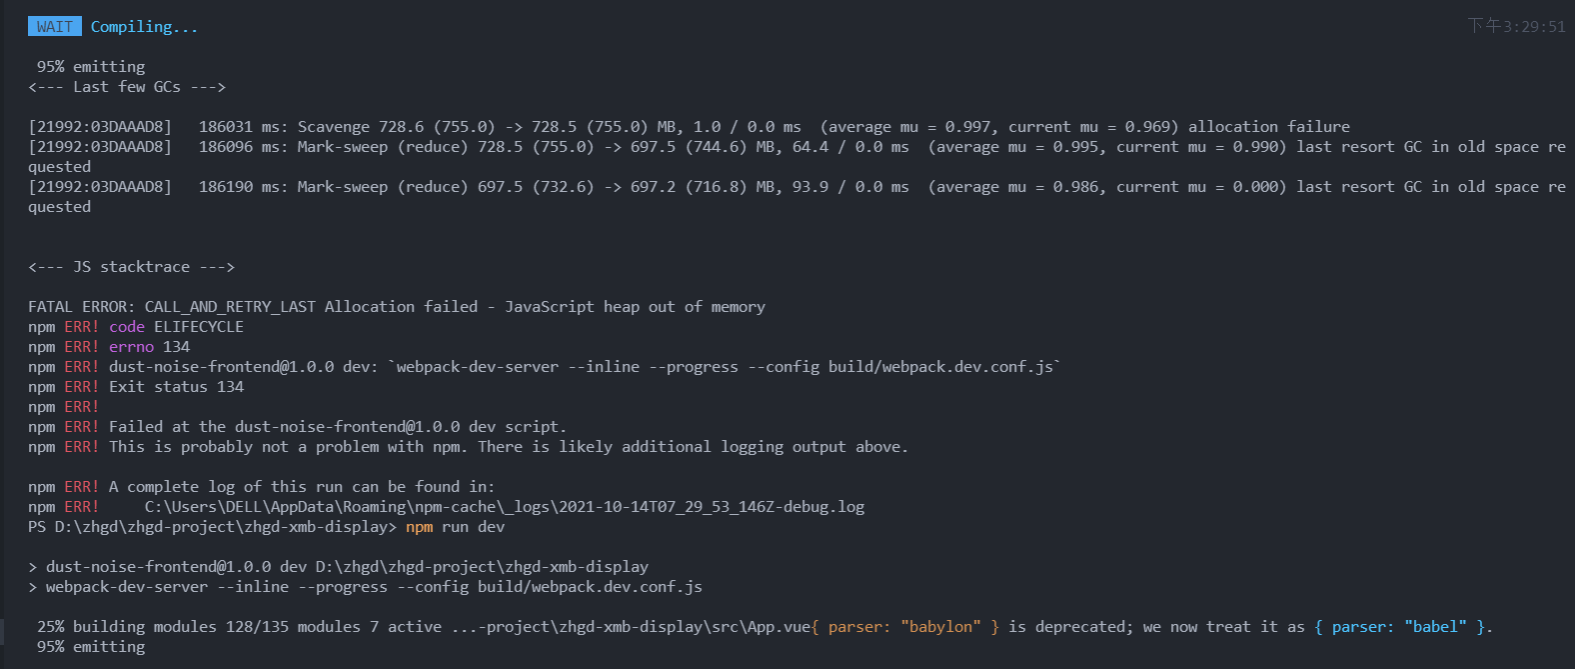 WAIT Compiling... 下午3:29:51
95% emitting
<--- Last few GCs --->
[21992:03DAAAD8]   186031 ms: Scavenge 728.6 (755.0) -> 728.5 (755.0) MB, 1.0 / 0.0 ms  (average mu = 0.997, current mu = 0.969) allocation failure
[21992:03DAAAD8]   186096 ms: Mark-sweep (reduce) 728.5 (755.0) -> 697.5 (744.6) MB, 64.4 / 0.0 ms  (average mu = 0.995, current mu = 0.990) last resort GC in old space re
quested
[21992:03DAAAD8]   186190 ms: Mark-sweep (reduce) 697.5 (732.6) -> 697.2 (716.8) MB, 93.9 / 0.0 ms  (average mu = 0.986, current mu = 0.000) last resort GC in old space re
quested
<--- JS stacktrace --->
FATAL ERROR: CALL_AND_RETRY_LAST Allocation failed - JavaScript heap out of memory
npm ERR! code ELIFECYCLE
npm ERR! errno 134
npm ERR! dust-noise-frontend@1.0.0 dev: `webpack-dev-server --inline --progress --config build/webpack.dev.conf.js`
npm ERR! Exit status 134
npm ERR!
npm ERR! Failed at the dust-noise-frontend@1.0.0 dev script.
npm ERR! This is probably not a problem with npm. There is likely additional logging output above.
npm ERR! A complete log of this run can be found in:
npm ERR!     C:\Users\DELL\AppData\Roaming\npm-cache\_logs\2021-10-14T07_29_53_146Z-debug.log
PS D:\zhgd\zhgd-project\zhgd-xmb-display> npm run dev
> dust-noise-frontend@1.0.0 dev D:\zhgd\zhgd-project\zhgd-xmb-display
> webpack-dev-server --inline --progress --config build/webpack.dev.conf.js
25% building modules 128/135 modules 7 active ...-project\zhgd-xmb-display\src\App.vue{ parser: "babylon" } is deprecated; we now treat it as { parser: "babel" }.
95% emitting